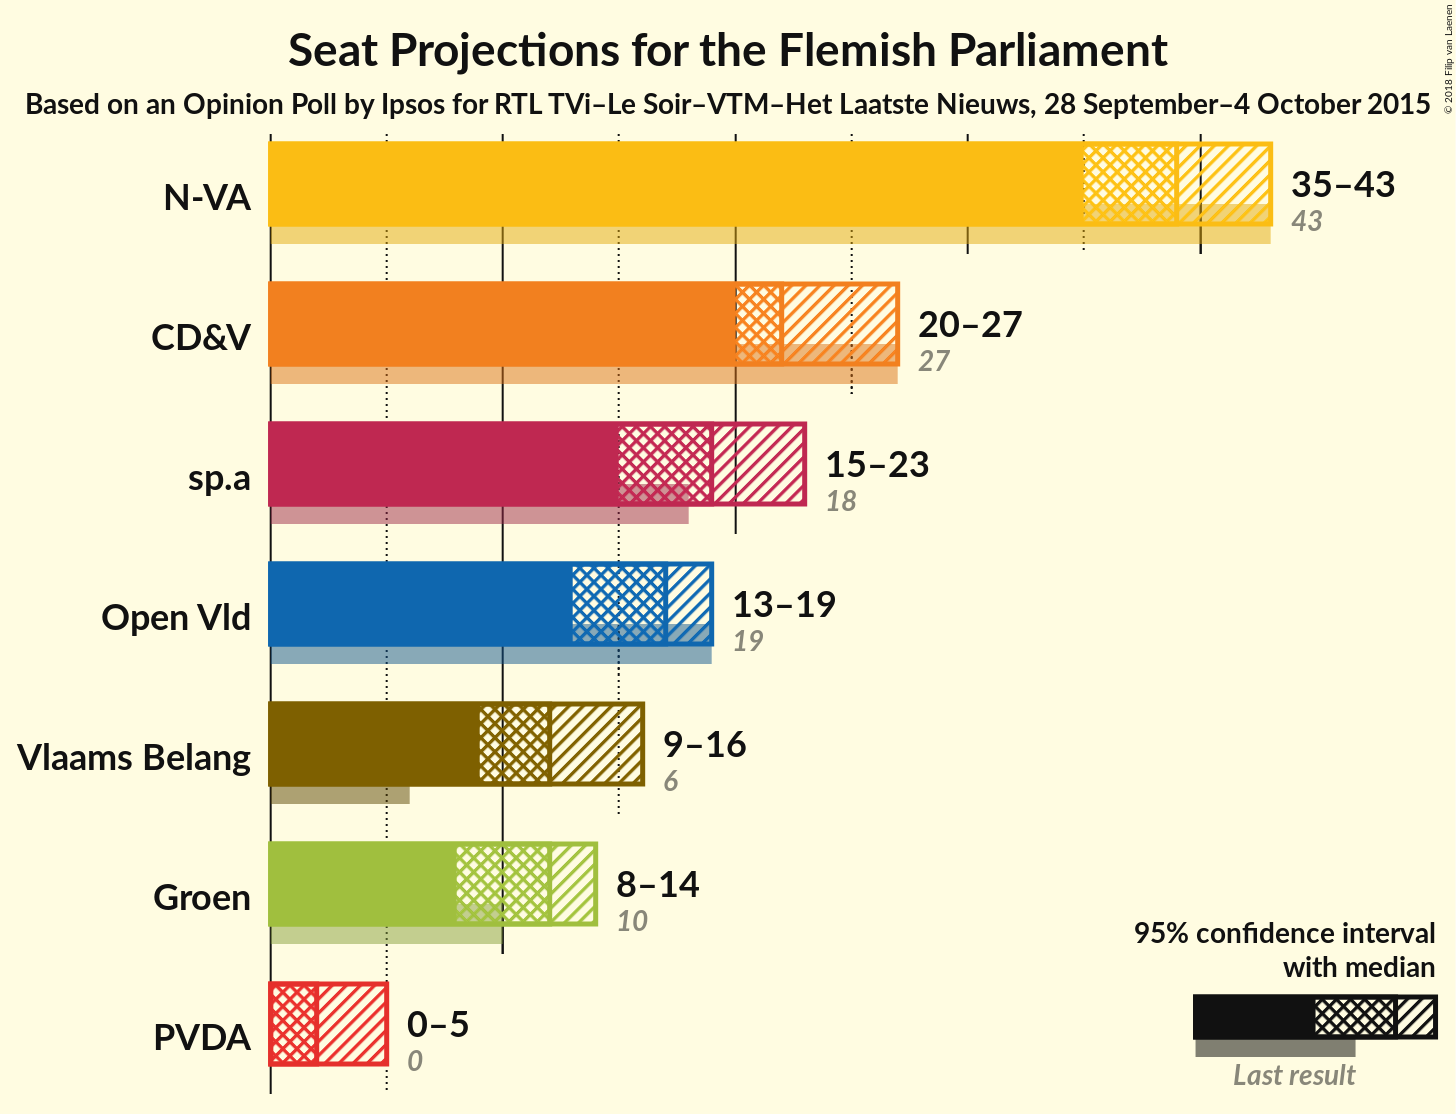 Seat Projections for the Flemish Parliament
Based on an Opinion Poll by Ipsos for RTL TVi–Le Soir–VTM–Het Laatste Nieuws, 28 September–4 October 2015
© 2018 Filip van Laenen
N-VA
35–43
43
CD&V
20–27
27
sp.a
15–23
18
Open Vld
13–19
19
Vlaams Belang
9–16
6
Groen
8–14
10
PVDA
0–5
0
95% confidence interval
with median
Last result